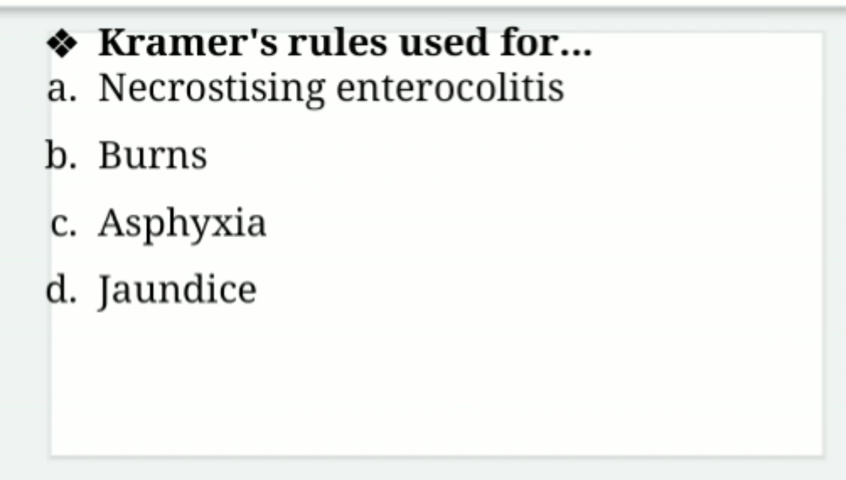 ❖ Kramer's rules used for...
a. Necrostising enterocolitis
b. Burns
c. Asphyxia
d. Jaundice